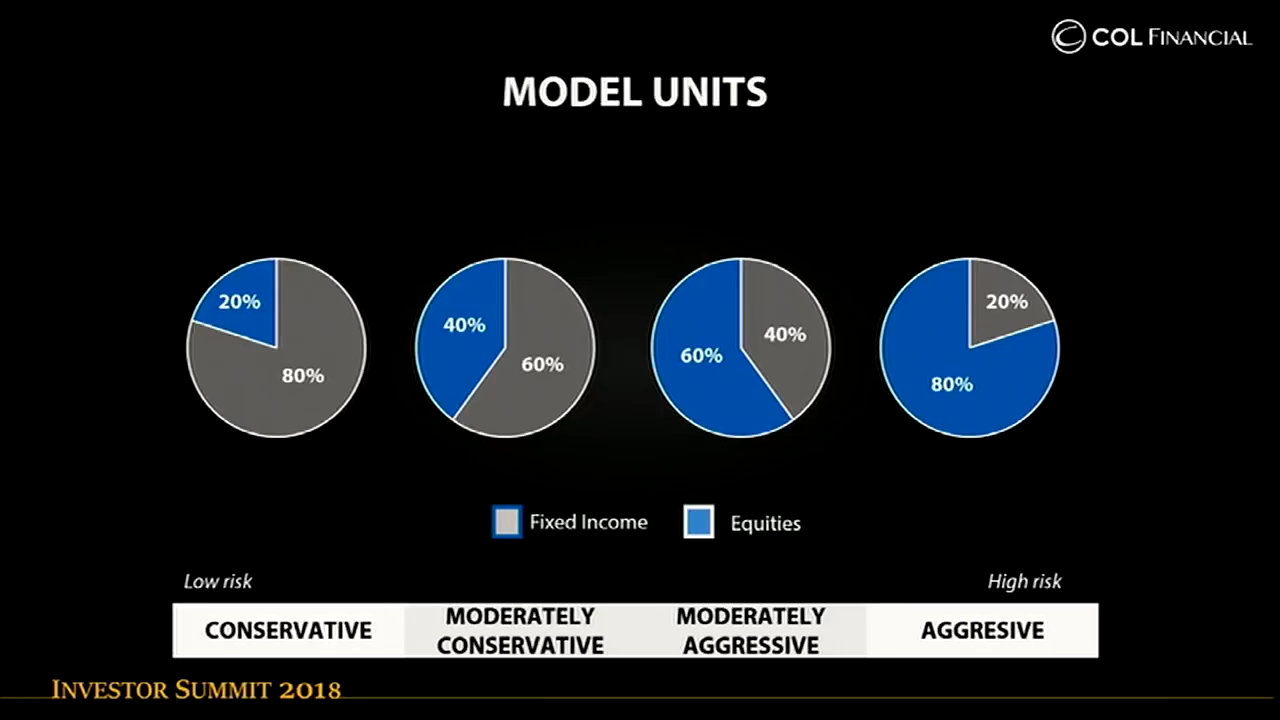 COL FINANCIAL
MODEL UNITS
20%
80%
40%
60%
60%
40%
20%
80%
Fixed Income
Equities
Low risk
High risk
CONSERVATIVE
MODERATELY
CONSERVATIVE
MODERATELY
AGGRESSIVE
AGGRESIVE
INVESTOR SUMMIT 2018